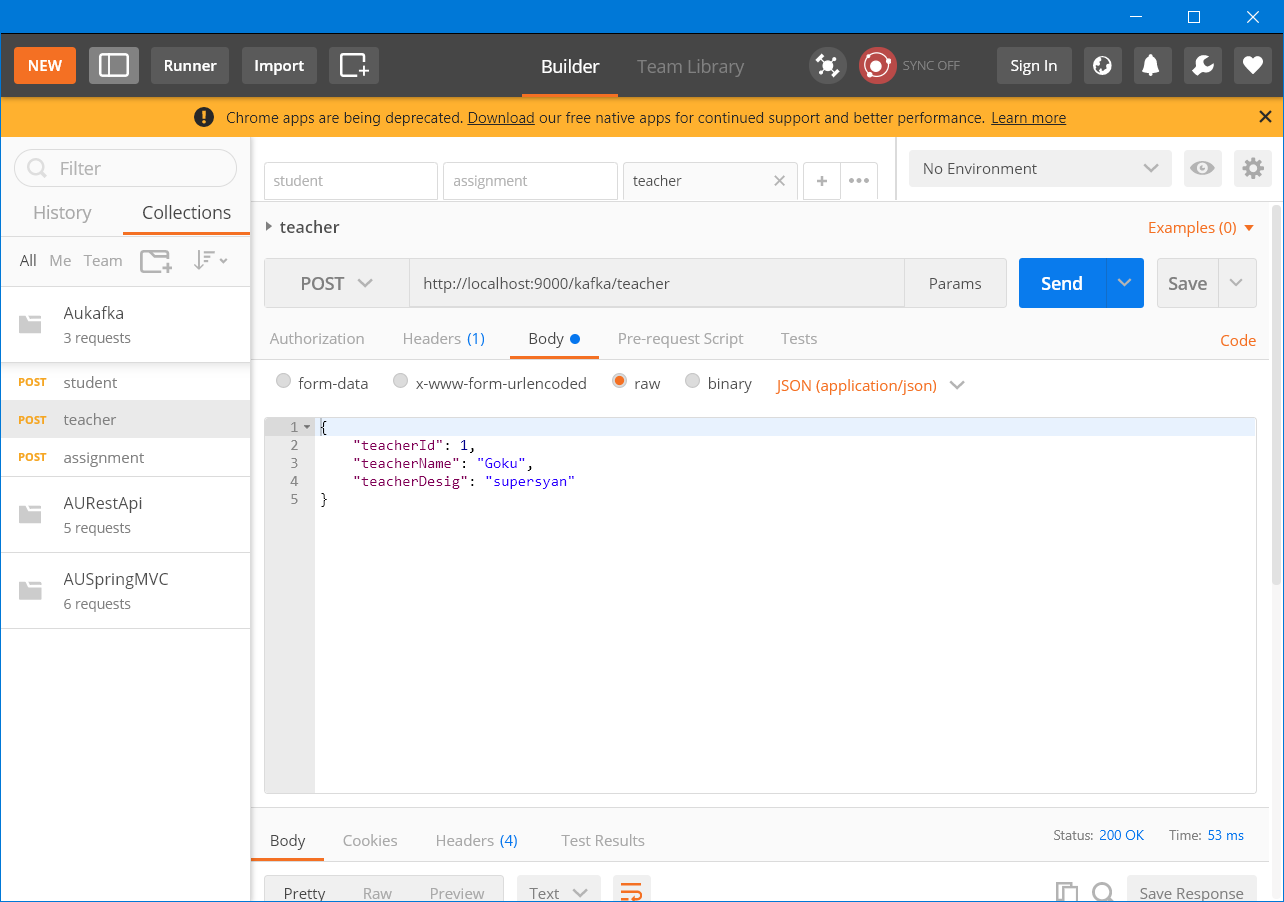 NEW Runner Import Builder Team Library SYNC OFF Sign In
Chrome apps are being deprecated. Download our free native apps for continued support and better performance. Learn more
Filter
History Collections
All Me Team
Aukafka
3 requests
POST student
POST teacher
POST assignment
AURestApi
5 requests
AUSpringMVC
6 requests
student assignment teacher
No Environment
teacher
Examples (0)
POST http://localhost:9000/kafka/teacher Params Send Save
Authorization Headers (1) Body Pre-request Script Tests Code
form-data x-www-form-urlencoded raw binary JSON (application/json)
1 {
2 "teacherId": 1,
3 "teacherName": "Goku",
4 "teacherDesig": "supersyan"
5 }
Body Cookies Headers (4) Test Results Status: 200 OK Time: 53 ms
Pretty Raw Preview Text Save Response